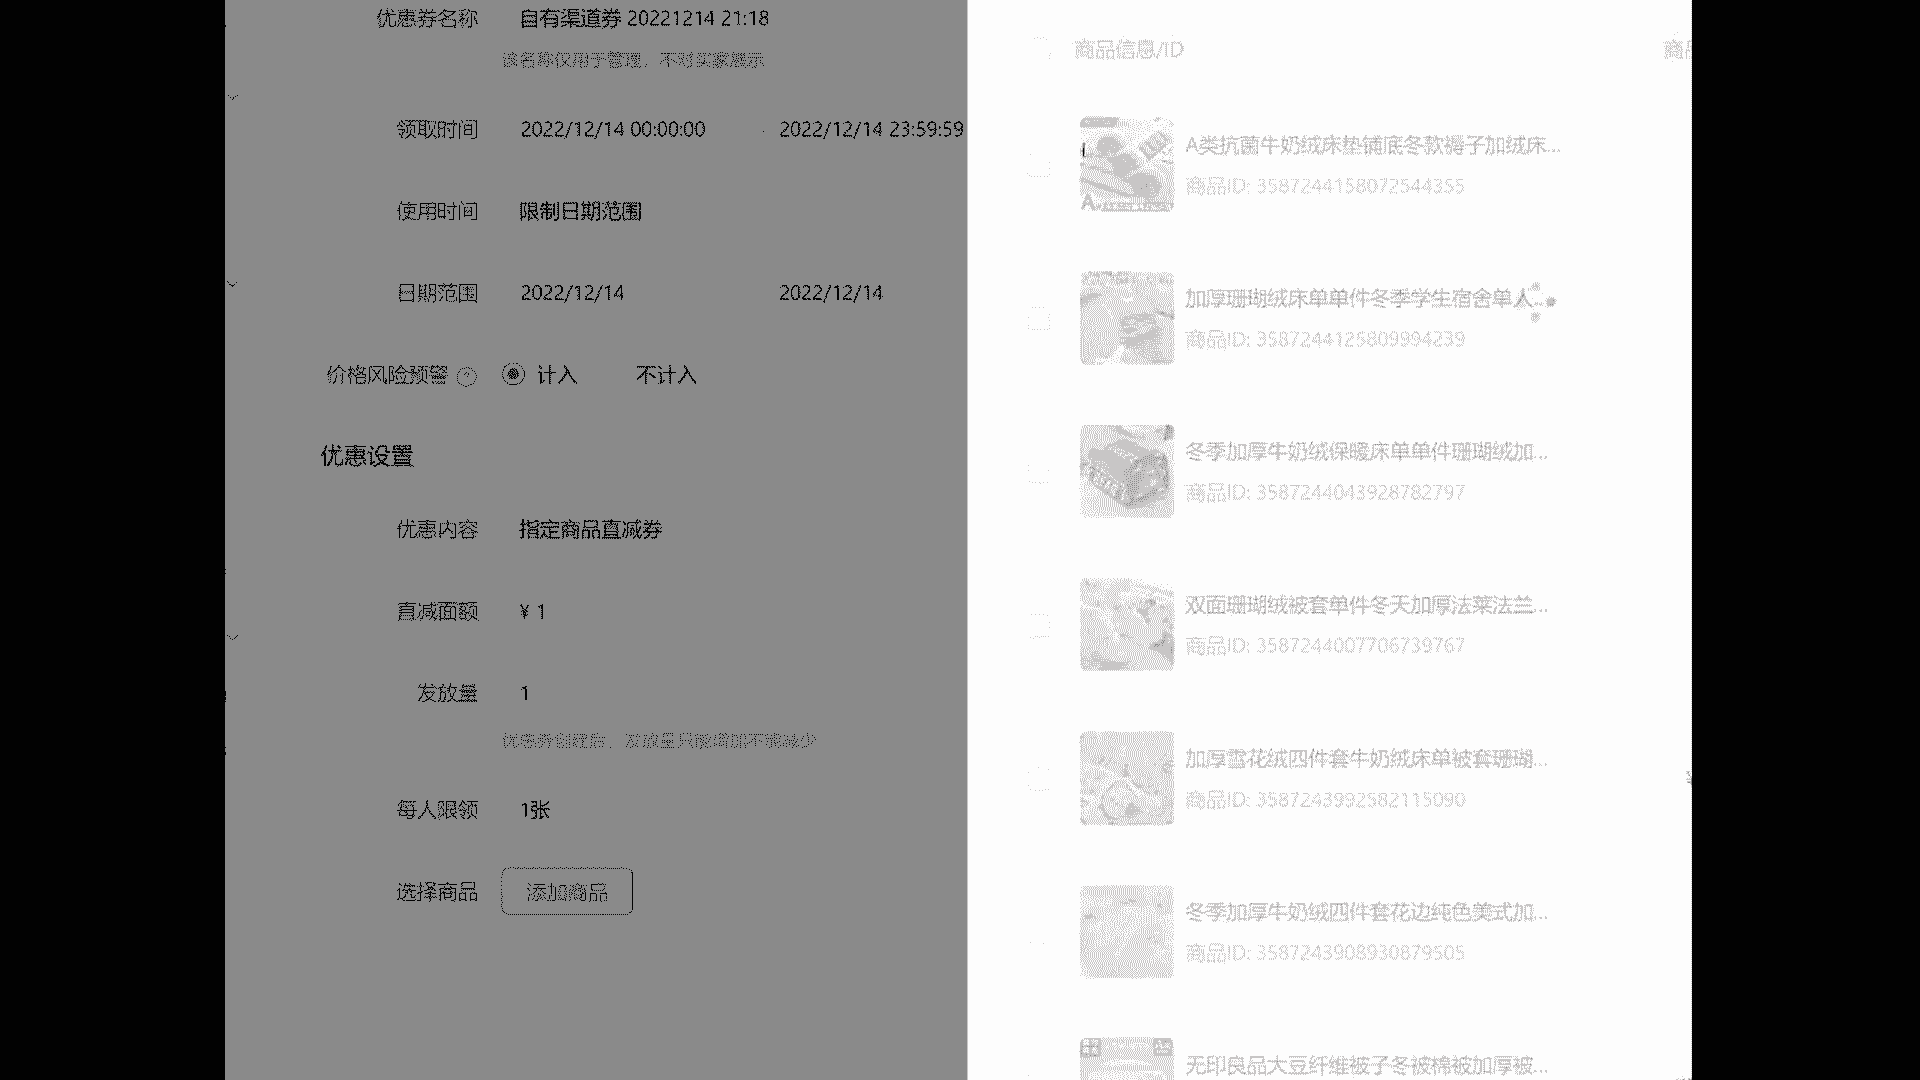 优惠券名称 自有渠道券 20221214 21:18
该名称仅用于管理，不对买家展示
领取时间 2022/12/14 00:00:00 - 2022/12/14 23:59:59
使用时间 限制日期范围
日期范围 2022/12/14 2022/12/14
价格风险预警 ? 计入 不计入
优惠设置
优惠内容 指定商品直减券
直减面额 ¥ 1
发放量 1
优惠券创建后，发放量只能增加不能减少
每人限领 1张
选择商品 添加商品
商品信息/ID
A类抗菌牛奶绒床垫铺底冬款褥子加绒床...
商品ID: 3587244158072544355
加厚珊瑚绒床单单件冬季学生宿舍单人...
商品ID: 3587244125809994239
冬季加厚牛奶绒保暖床单单件珊瑚绒加...
商品ID: 3587244043928782797
双面珊瑚绒被套单件冬天加厚法莱法兰...
商品ID: 3587244007706739767
加厚雪花绒四件套牛奶绒床单被套珊瑚...
商品ID: 3587243992582115090
冬季加厚牛奶绒四件套花边纯色美式加...
商品ID: 3587243908930879505
无印良品大豆纤维被子冬被棉被加厚被...